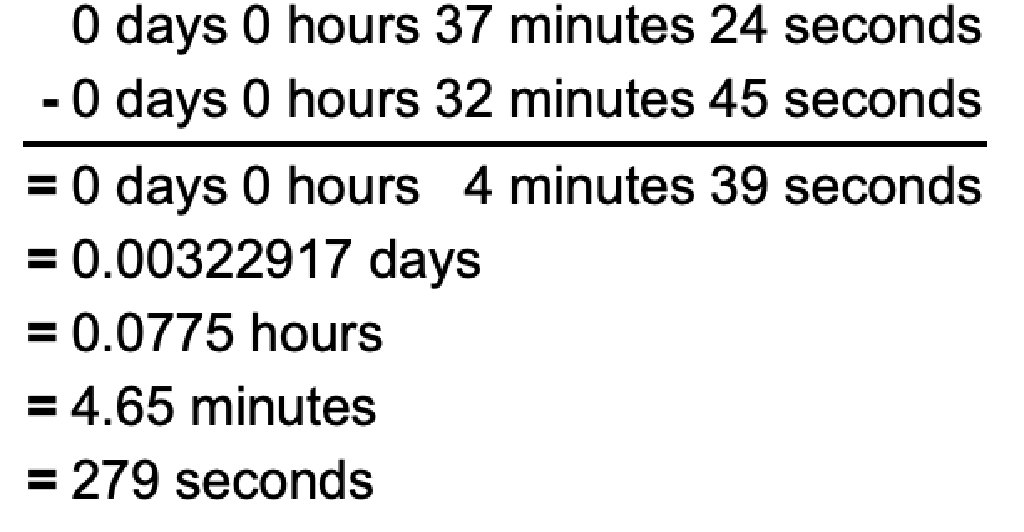 0 days 0 hours 37 minutes 24 seconds
- 0 days 0 hours 32 minutes 45 seconds
= 0 days 0 hours 4 minutes 39 seconds
= 0.00322917 days
= 0.0775 hours
= 4.65 minutes
= 279 seconds